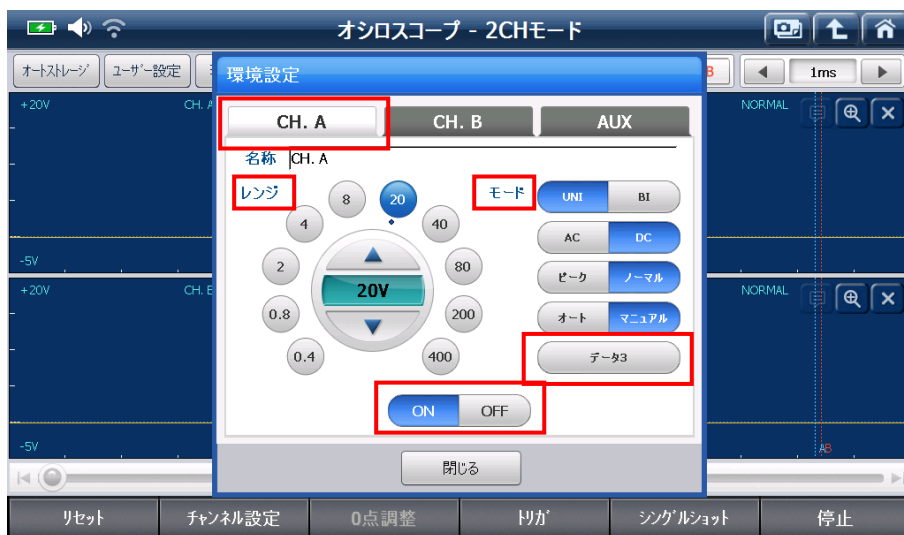 オシロスコープ - 2CHモード
オートストレージ ユーザー設定 1ms
環境設定
+20V CH. A NORMAL
CH. A CH. B AUX
名称 CH. A
レンジ モード
0.4 0.8 2 4 8 20 40 80 200 400
20V
UNI BI
AC DC
ピーク ノーマル
オート マニュアル
データ3
ON OFF
-5V
+20V NORMAL
-5V AB
閉じる
リセット チャンネル設定 0点調整 トリガ シングルショット 停止